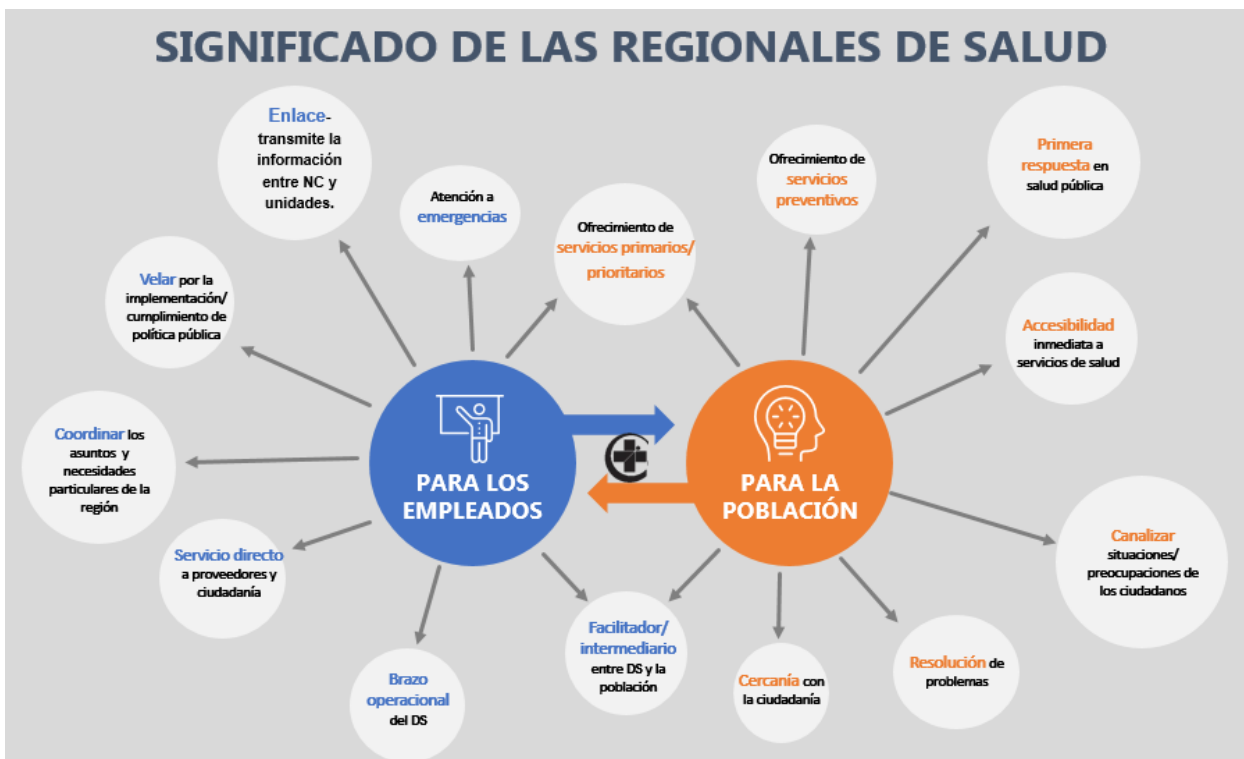 SIGNIFICADO DE LAS REGIONALES DE SALUD
Enlace-
transmite la
información
entre NC y
unidades.
Atención a
emergencias
Ofrecimiento de
servicios primarios/
prioritarios
Ofrecimiento de
servicios
preventivos
Primera
respuesta en
salud pública
Velar por la
implementación/
cumplimiento de
política pública
Accesibilidad
inmediata a
servicios de salud
Coordinar los
asuntos y
necesidades
particulares de la
región
PARA LOS
EMPLEADOS
PARA LA
POBLACIÓN
Canalizar
situaciones/
preocupaciones de
los ciudadanos
Servicio directo
a proveedores y
ciudadanía
Brazo
operacional
del DS
Facilitador/
intermediario
entre DS y la
población
Cercanía con
la ciudadanía
Resolución de
problemas